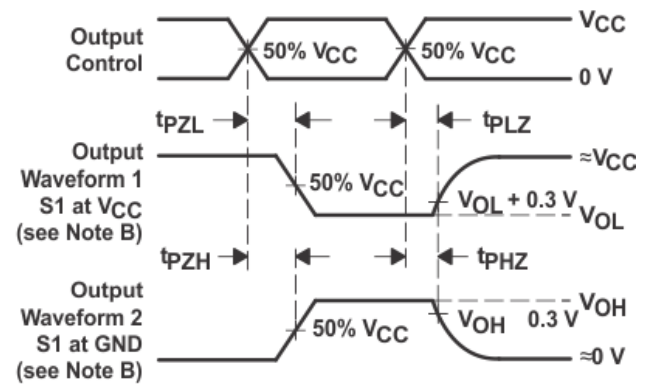 Output
Control
50% VCC
50% VCC
VCC
0 V
tPZL
tPLZ
Output
Waveform 1
S1 at VCC
(see Note B)
50% VCC
≈VCC
VOL + 0.3 V
VOL
tPZH
tPHZ
Output
Waveform 2
S1 at GND
(see Note B)
50% VCC
VOH
VOH 0.3 V
≈0 V